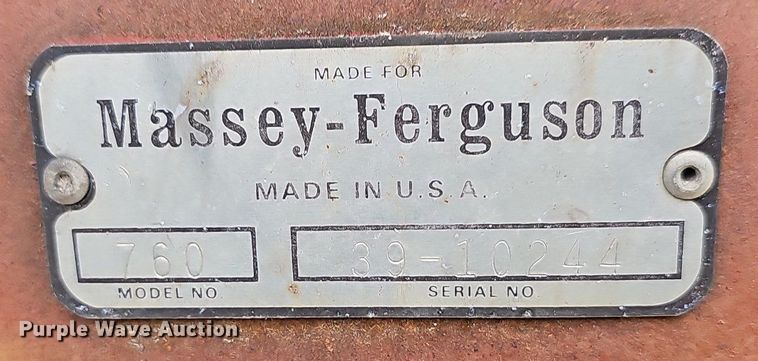 MADE FOR
Massey-Ferguson
MADE IN U.S.A.
760 39-10244
MODEL NO SERIAL NO
Purple Wave Auction